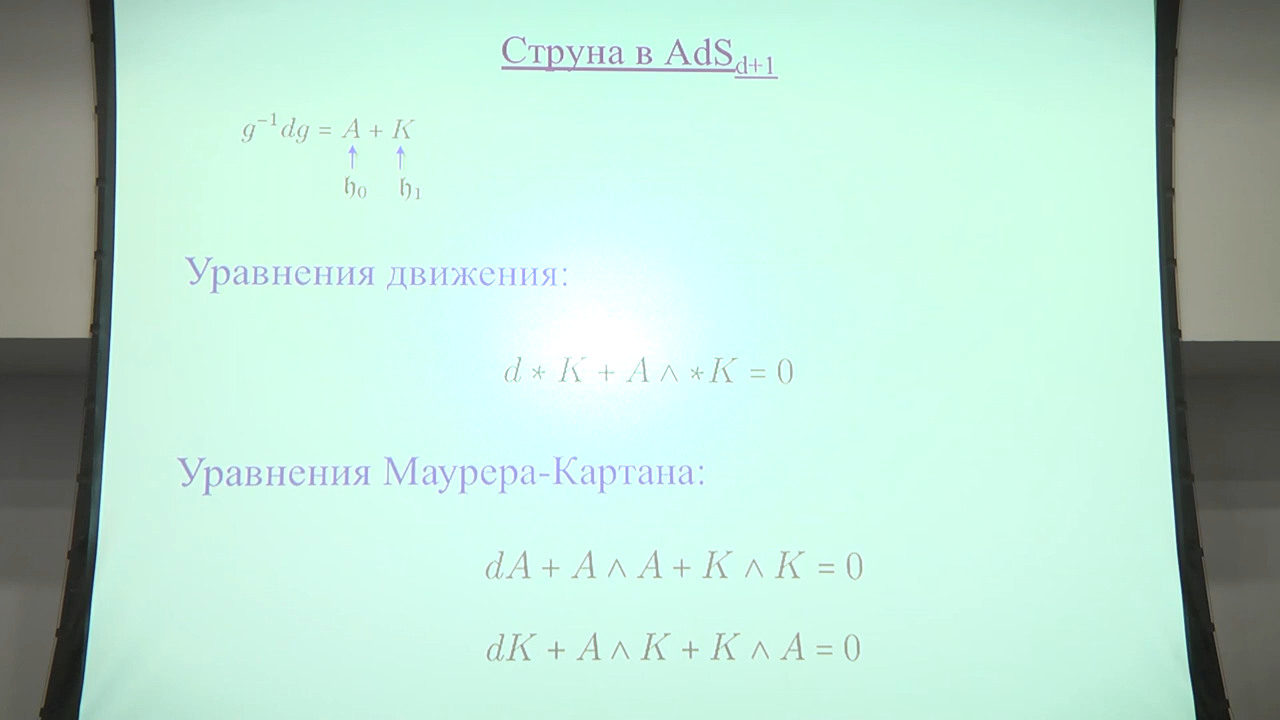 Струна в AdS_{d+1}
g^{-1}dg = A + K
↑ ↑
𝔥_0 𝔥_1
Уравнения движения:
d * K + A ∧ *K = 0
Уравнения Маурера-Картана:
dA + A ∧ A + K ∧ K = 0
dK + A ∧ K + K ∧ A = 0